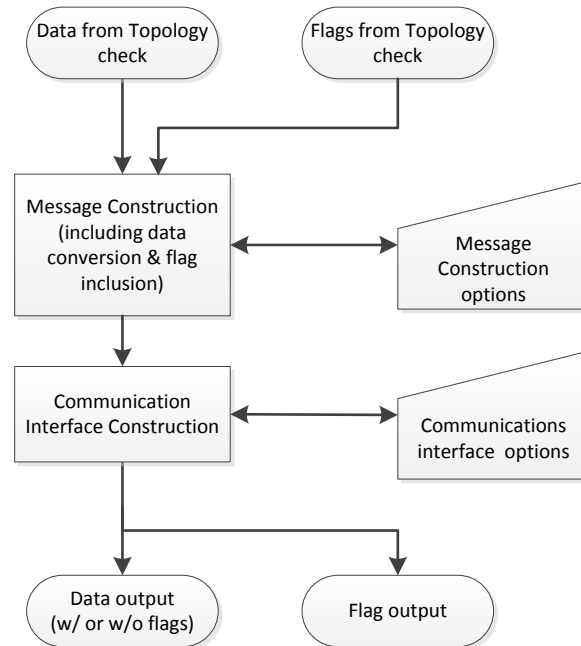 Data from Topology
check
Flags from Topology
check
Message Construction
(including data
conversion & flag
inclusion)
Message
Construction
options
Communication
Interface Construction
Communications
interface options
Data output
(w/ or w/o flags)
Flag output